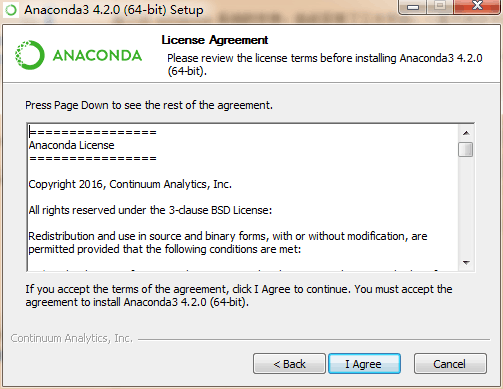 Anaconda3 4.2.0 (64-bit) Setup
ANACONDA
License Agreement
Please review the license terms before installing Anaconda3 4.2.0
(64-bit).
Press Page Down to see the rest of the agreement.
================
Anaconda License
================
Copyright 2016, Continuum Analytics, Inc.
All rights reserved under the 3-clause BSD License:
Redistribution and use in source and binary forms, with or without modification, are
permitted provided that the following conditions are met:
If you accept the terms of the agreement, click I Agree to continue. You must accept the
agreement to install Anaconda3 4.2.0 (64-bit).
Continuum Analytics, Inc.
< Back
I Agree
Cancel